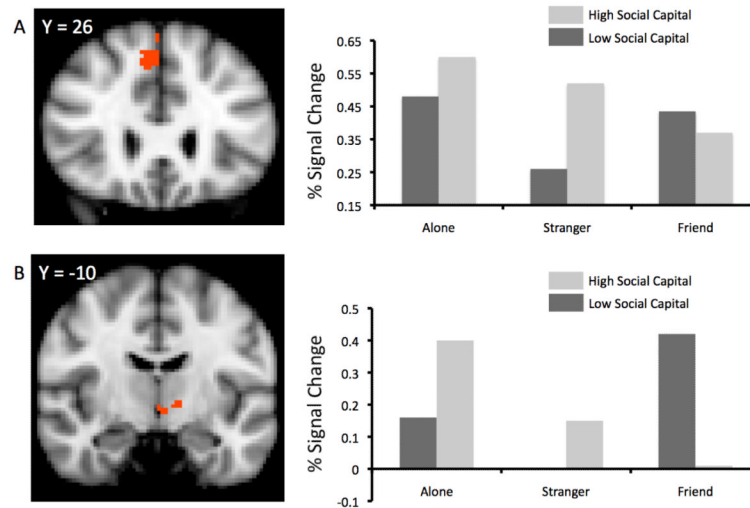 A
Y = 26
High Social Capital
Low Social Capital
% Signal Change
0.65
0.55
0.45
0.35
0.25
0.15
Alone Stranger Friend
B
Y = -10
High Social Capital
Low Social Capital
% Signal Change
0.5
0.4
0.3
0.2
0.1
0
-0.1
Alone Stranger Friend